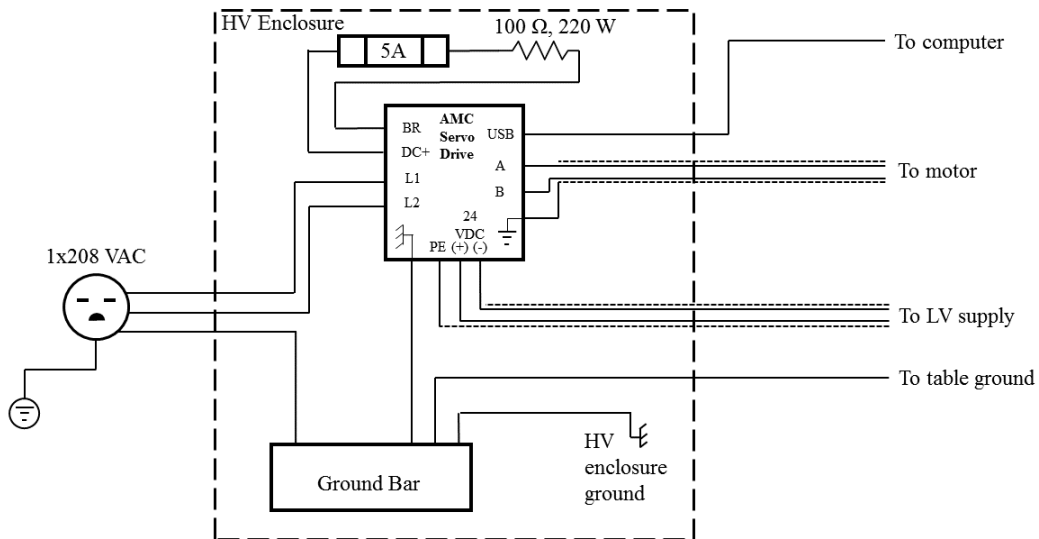 HV Enclosure
100 Ω, 220 W
5A
To computer
AMC
Servo
Drive
BR
USB
DC+
A
To motor
L1
B
L2
24
VDC
PE (+) (-)
1x208 VAC
To LV supply
To table ground
HV
enclosure
ground
Ground Bar